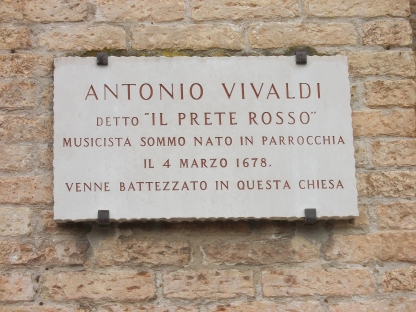 ANTONIO VIVALDI
DETTO "IL PRETE ROSSO"
MUSICISTA SOMMO NATO IN PARROCCHIA
IL 4 MARZO 1678.
VENNE BATTEZZATO IN QUESTA CHIESA